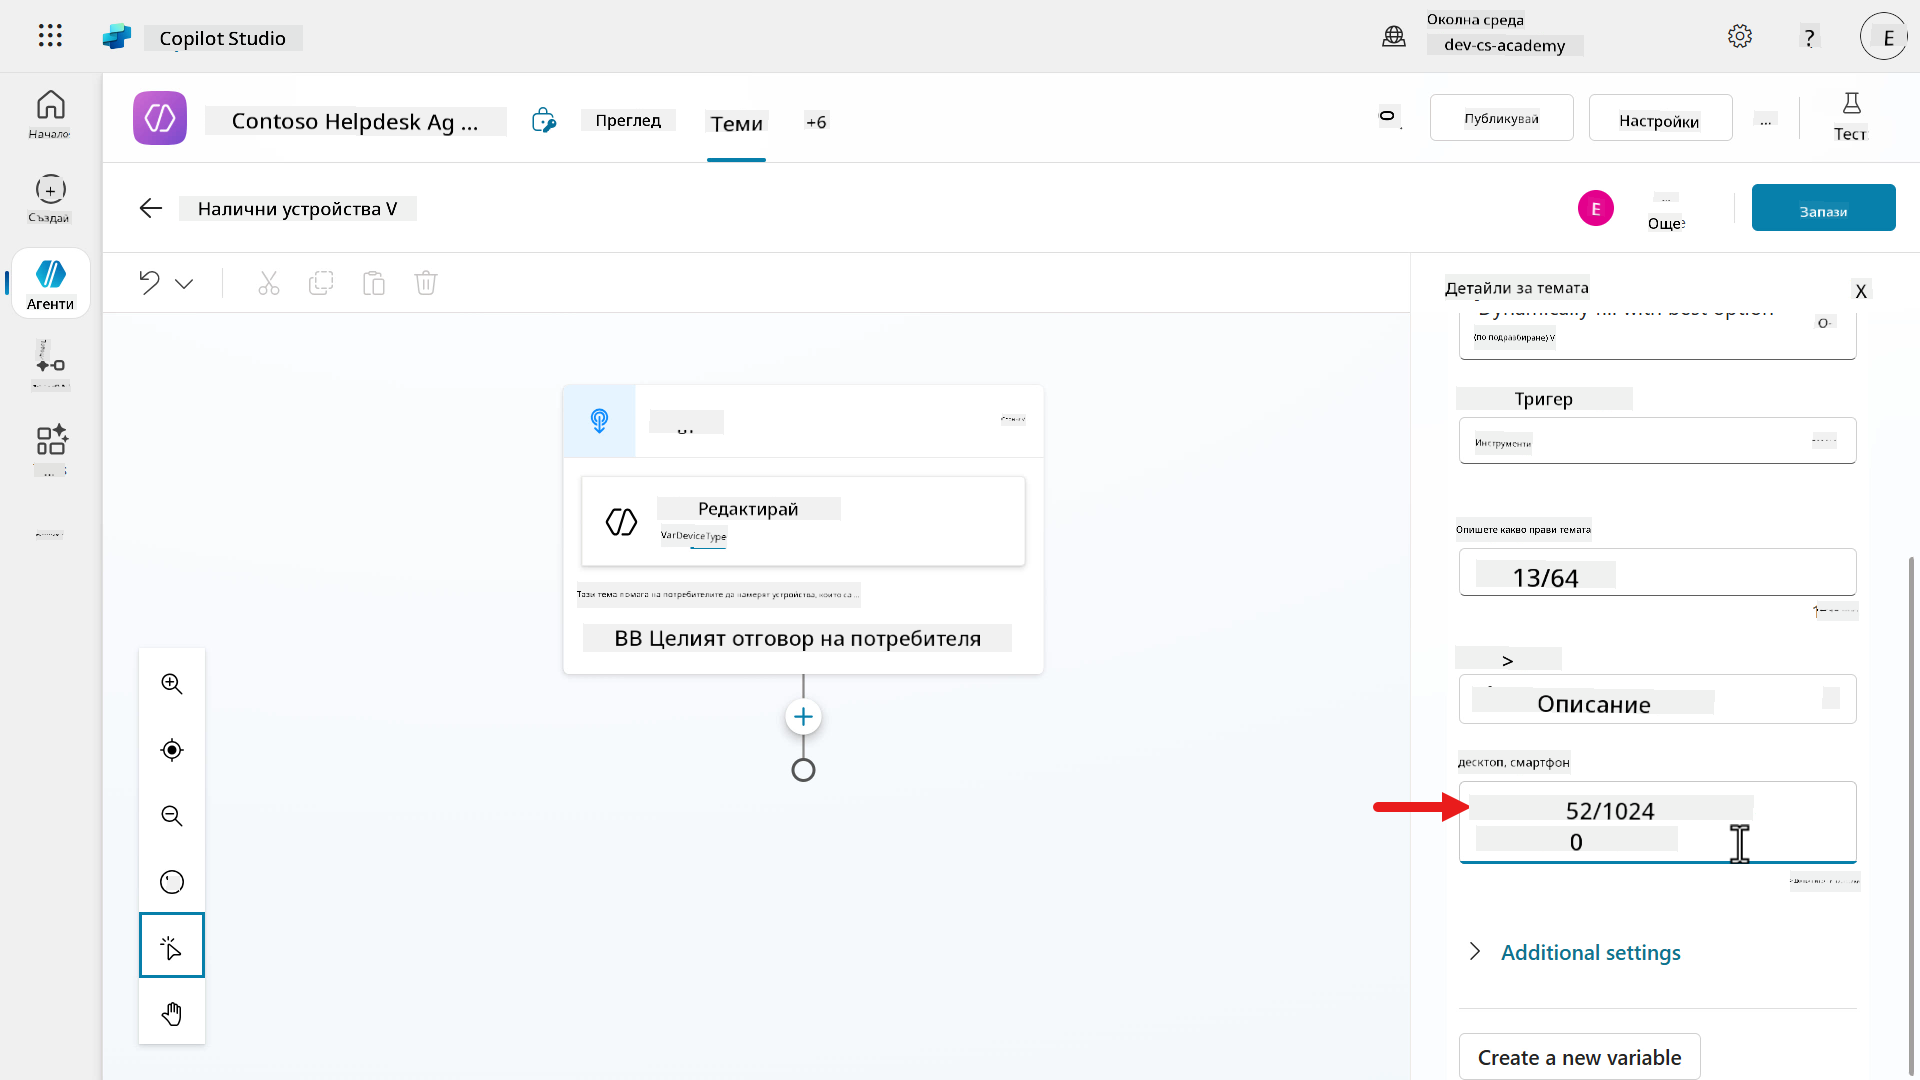 Copilot Studio
Околна среда
dev-cs-academy
?
E
Начало
Създай
Агенти
Contoso Helpdesk Ag ...
Преглед
Теми
+6
Публикувай
Настройки
...
Тест
Налични устройства V
E
...
Още
Запази
Редактирай
VarDeviceType
Тази тема помага на потребителите да намерят устройства, които са...
BB Целият отговор на потребителя
Детайли за темата
X
Dynamically fill with best option
(по подразбиране) V
Тригер
Инструменти
Опишете какво прави темата
13/64
>
Описание
десктоп, смартфон
52/1024
0
Additional settings
Create a new variable